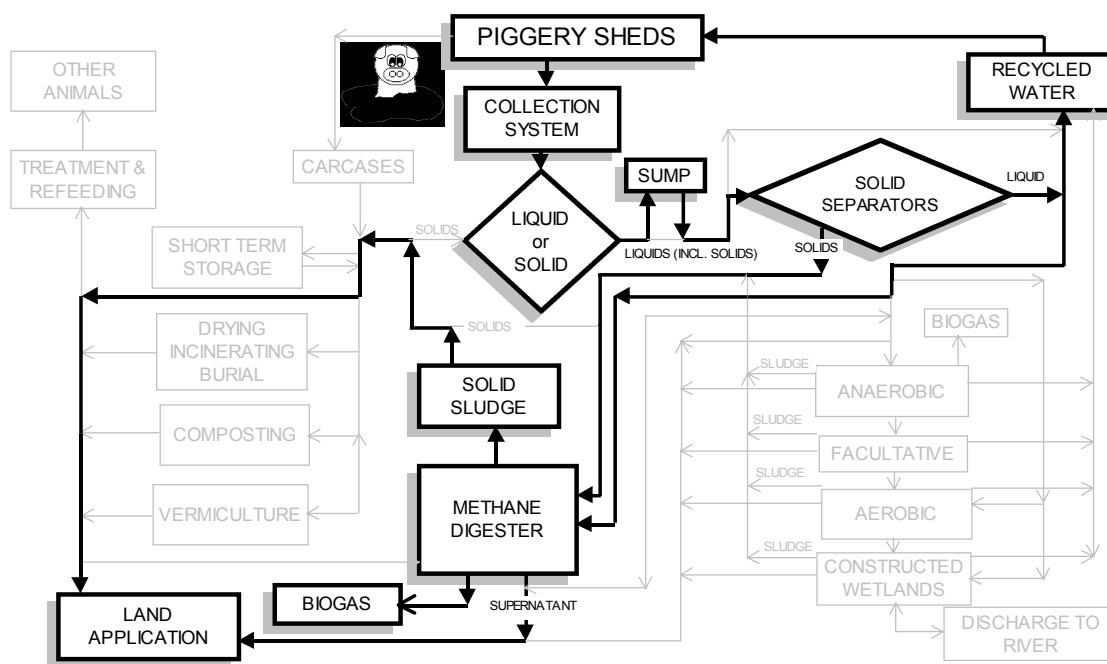 PIGGERY SHEDS
OTHER
ANIMALS
RECYCLED
WATER
COLLECTION
SYSTEM
TREATMENT &
REFEEDING
CARCASES
SUMP
SOLID
SEPARATORS
LIQUID
LIQUID
or
SOLID
SOLIDS
SHORT TERM
STORAGE
LIQUIDS (INCL. SOLIDS)
SOLIDS
DRYING
INCINERATING
BURIAL
SOLIDS
BIOGAS
SOLID
SLUDGE
SLUDGE
ANAEROBIC
COMPOSTING
SLUDGE
FACULTATIVE
METHANE
DIGESTER
VERMICULTURE
SLUDGE
AEROBIC
SLUDGE
CONSTRUCTED
WETLANDS
BIOGAS
SUPERNATANT
LAND
APPLICATION
DISCHARGE TO
RIVER